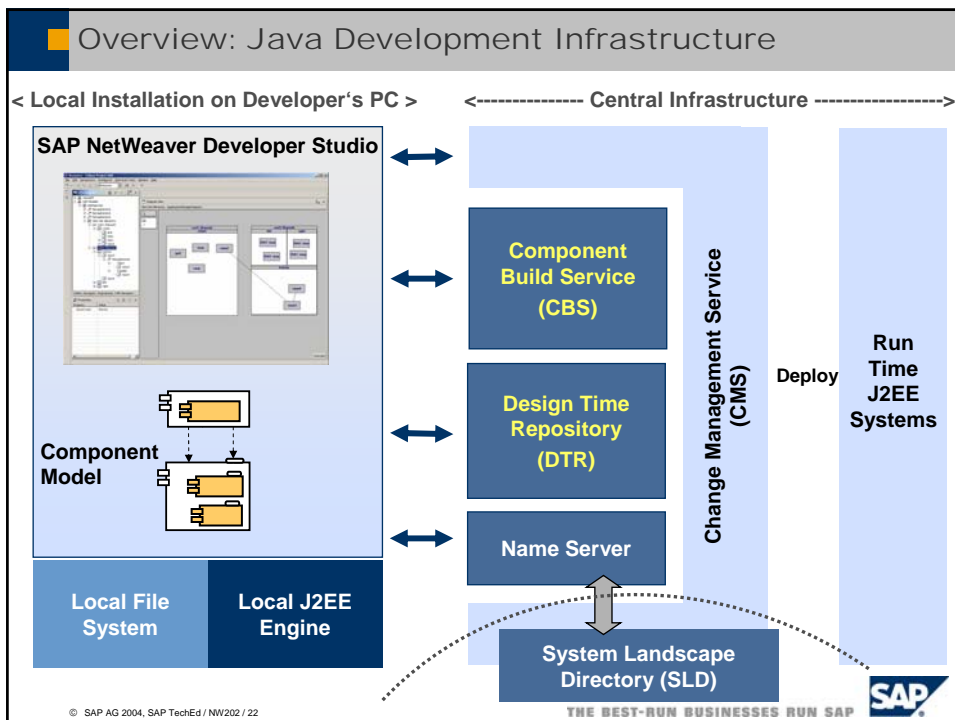 Overview: Java Development Infrastructure
< Local Installation on Developer‘s PC >
<--------------- Central Infrastructure ------------------>
SAP NetWeaver Developer Studio
Component
Model
Local File
System
Local J2EE
Engine
Component
Build Service
(CBS)
Design Time
Repository
(DTR)
Name Server
Change Management Service
(CMS)
Deploy
Run
Time
J2EE
Systems
System Landscape
Directory (SLD)
© SAP AG 2004, SAP TechEd / NW202 / 22
THE BEST-RUN BUSINESSES RUN SAP
SAP